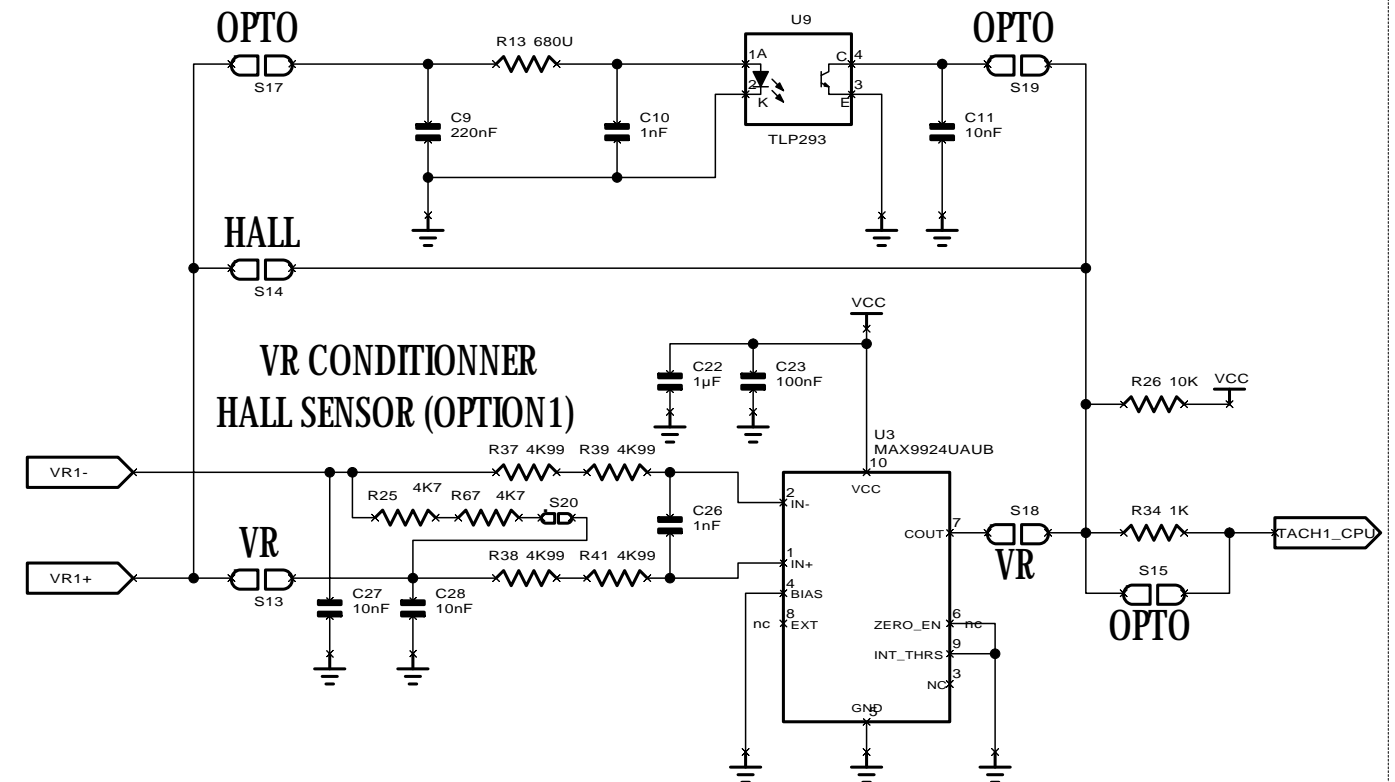 OPTO
S17
R13 680U
U9
OPTO
S19
1A
2
K
C 4
3
E
TLP293
C9
220nF
C10
1nF
C11
10nF
HALL
S14
VCC
VR CONDITIONNER
HALL SENSOR (OPTION1)
C22
1µF
C23
100nF
R26 10K
VCC
U3
MAX9924UAUB
10
VCC
VR1-
R37 4K99
R39 4K99
R25 4K7
R67 4K7
S20
C26
1nF
2
IN-
COUT
7
S18
VR
R34 1K
TACH1_CPU
S15
OPTO
VR1+
VR
S13
R38 4K99
R41 4K99
1
IN+
4
BIAS
nc 8
EXT
C27
10nF
C28
10nF
ZERO_EN
6
nc
INT_THRS
9
NC
3
GND
5